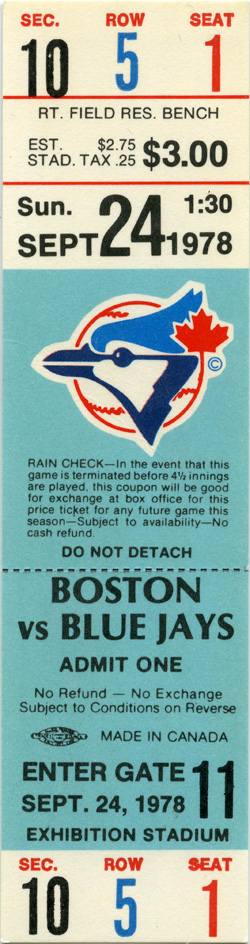 SEC. ROW SEAT
10 5 1
RT. FIELD RES. BENCH
EST. $2.75
STAD. TAX .25 $3.00
Sun. 24 1:30
SEPT 1978
©
RAIN CHECK—In the event that this
game is terminated before 4½ innings
are played, this coupon will be good
for exchange at box office for this
price ticket for any future game this
season—Subject to availability—No
cash refund.
DO NOT DETACH
BOSTON
vs BLUE JAYS
ADMIT ONE
No Refund — No Exchange
Subject to Conditions on Reverse
MADE IN CANADA
ENTER GATE 11
SEPT. 24, 1978
EXHIBITION STADIUM
SEC. ROW SEAT
10 5 1